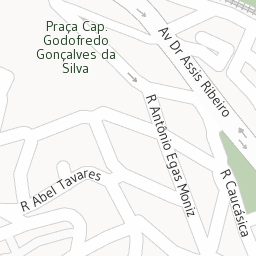 Praça Cap.
Godofredo
Gonçalves da
Silva
Av Dr Assis Ribeiro
R Antônio Egas Moniz
R Abel Tavares
R Caucásica